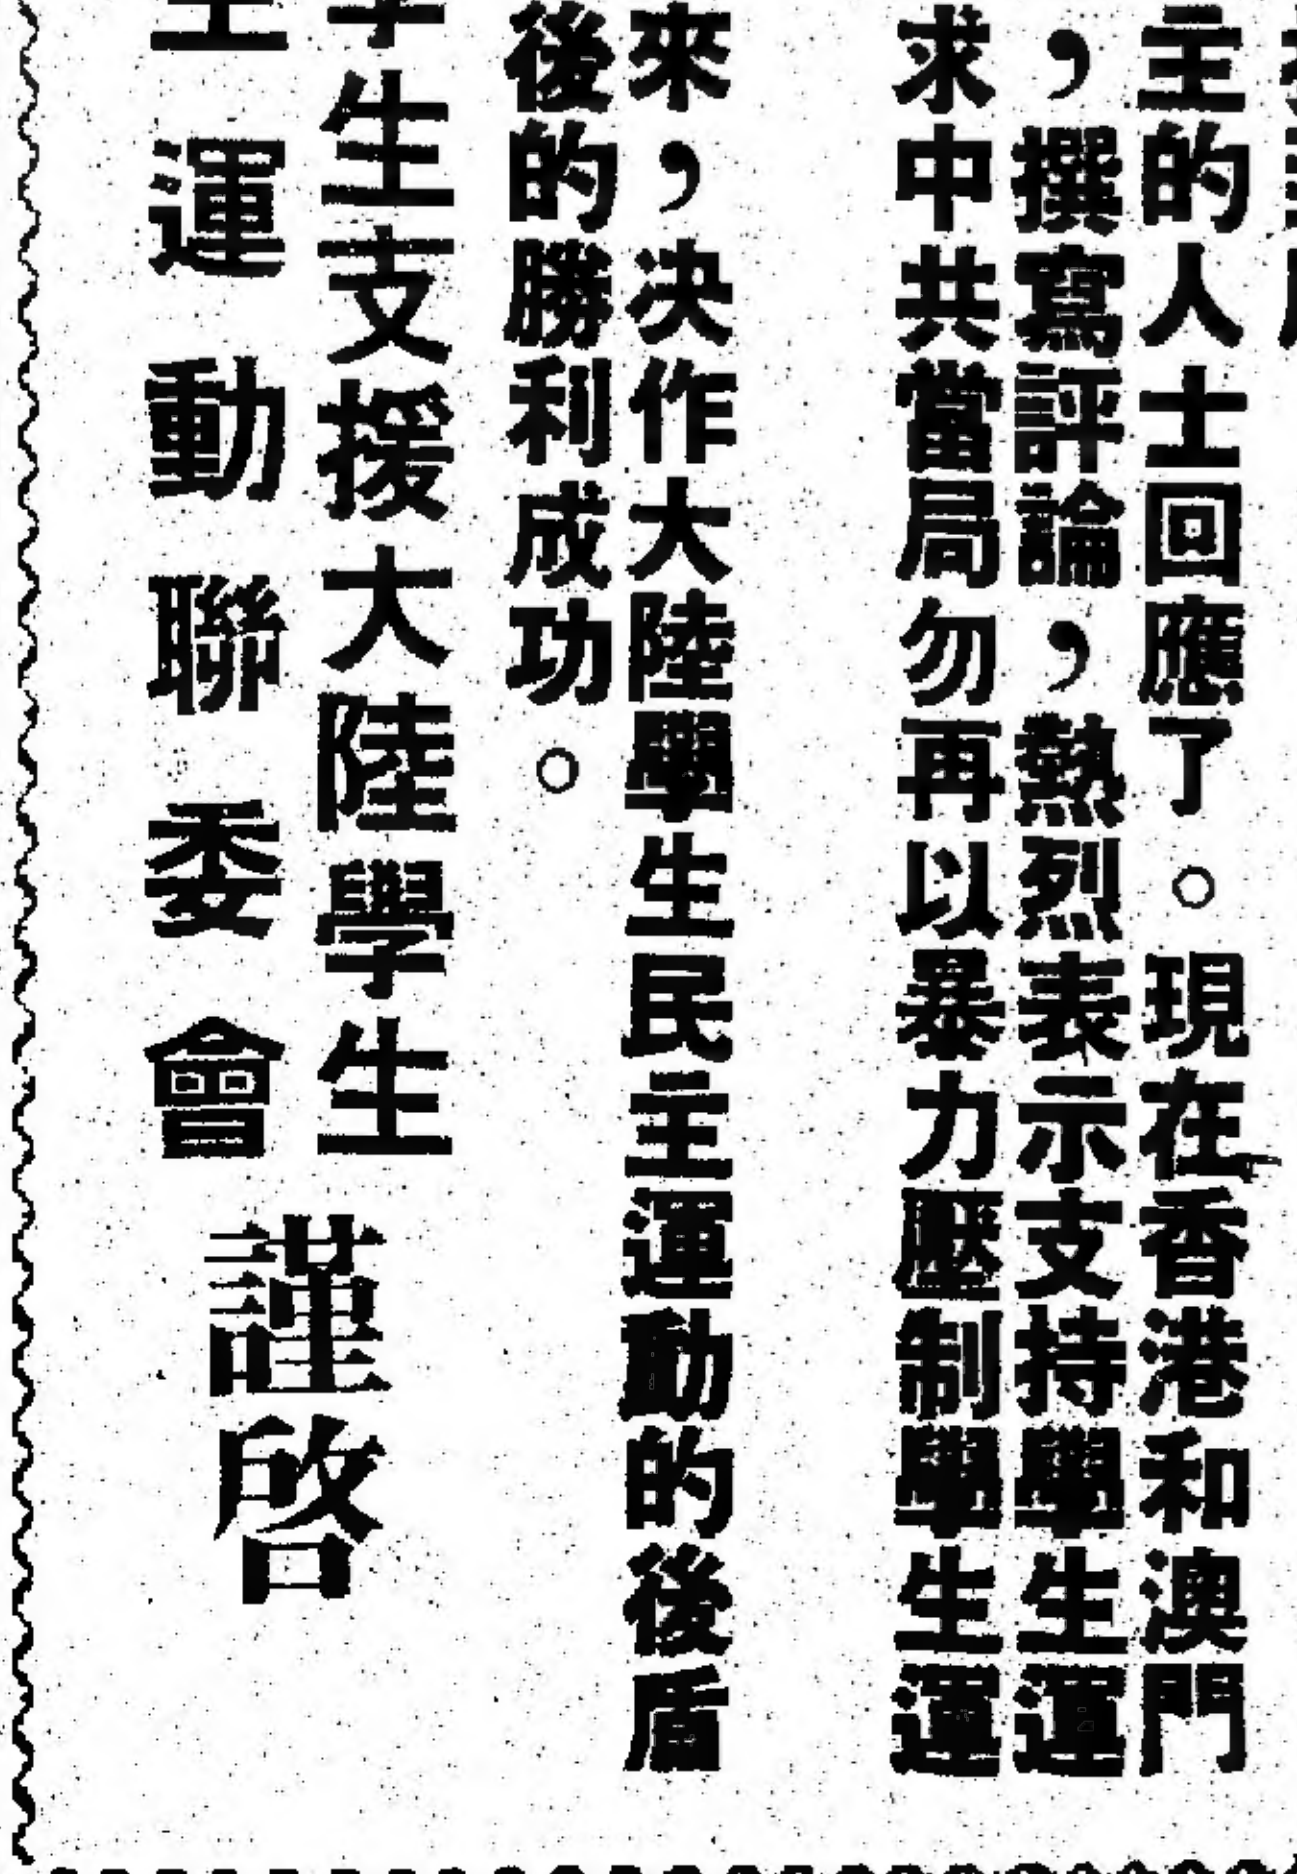 主的人士回應了。現在香港和澳門
，撰寫評論，熱烈表示支持學生運
求中共當局勿再以暴力壓制學生運
來，决作大陸學生民主運動的後盾
後的勝利成功。
學生支援大陸學生
主運動聯委會
謹啓